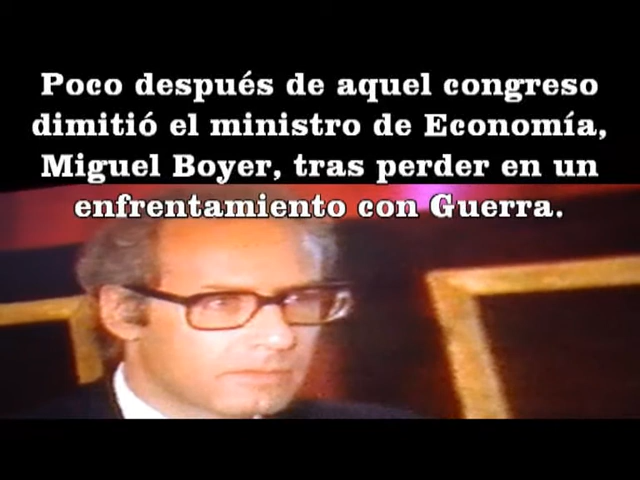 Poco después de aquel congreso
dimitió el ministro de Economía,
Miguel Boyer, tras perder en un
enfrentamiento con Guerra.